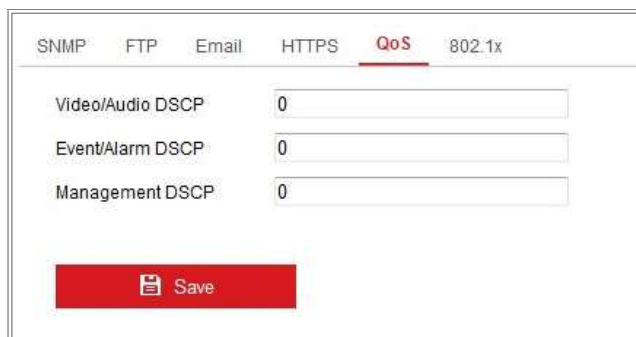 SNMP FTP Email HTTPS QoS 802.1x
Video/Audio DSCP 0
Event/Alarm DSCP 0
Management DSCP 0
Save